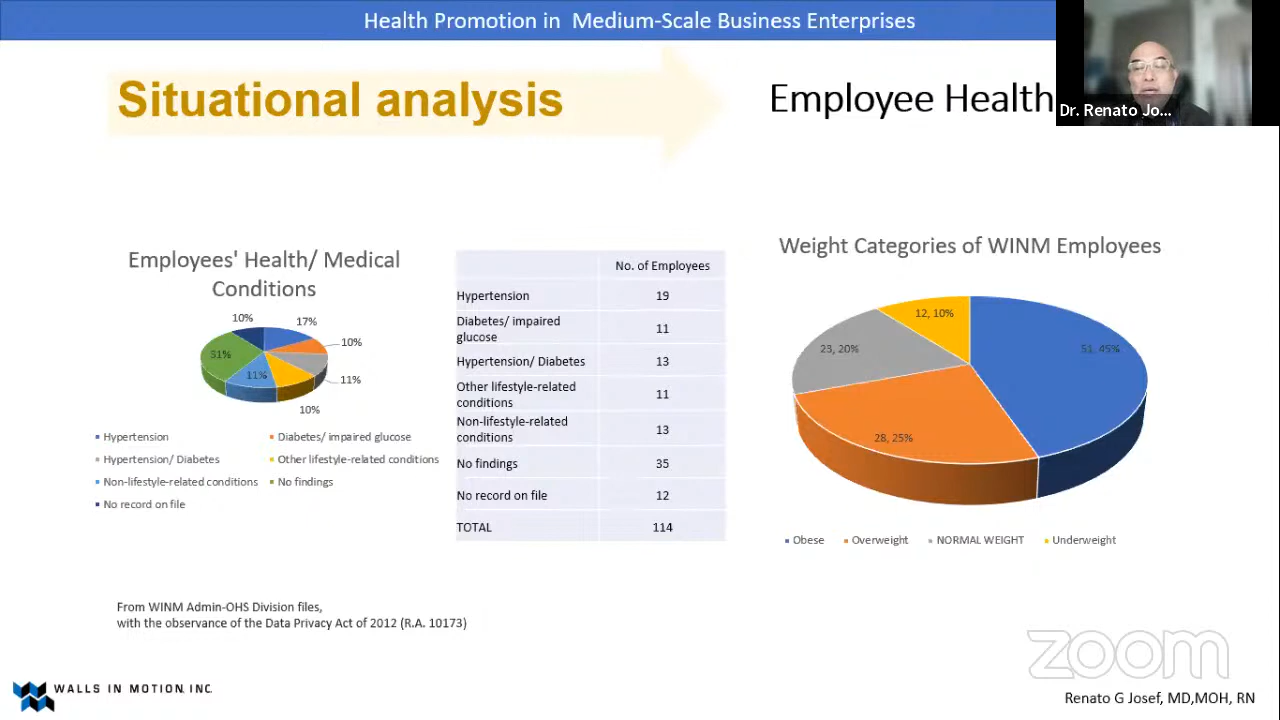 Health Promotion in Medium-Scale Business Enterprises
Situational analysis
Employee Health
Dr. Renato Jo...
Employees' Health/ Medical
Conditions
10%
17%
10%
31%
11%
11%
10%
Hypertension
Diabetes/ impaired glucose
Hypertension/ Diabetes
Other lifestyle-related conditions
Non-lifestyle-related conditions
No findings
No record on file
No. of Employees
Hypertension 19
Diabetes/ impaired
glucose 11
Hypertension/ Diabetes 13
Other lifestyle-related
conditions 11
Non-lifestyle-related
conditions 13
No findings 35
No record on file 12
TOTAL 114
Weight Categories of WINM Employees
12, 10%
23, 20%
51, 45%
28, 25%
Obese
Overweight
NORMAL WEIGHT
Underweight
From WINM Admin-OHS Division files,
with the observance of the Data Privacy Act of 2012 (R.A. 10173)
zoom
WALLS IN MOTION, INC.
Renato G Josef, MD,MOH, RN